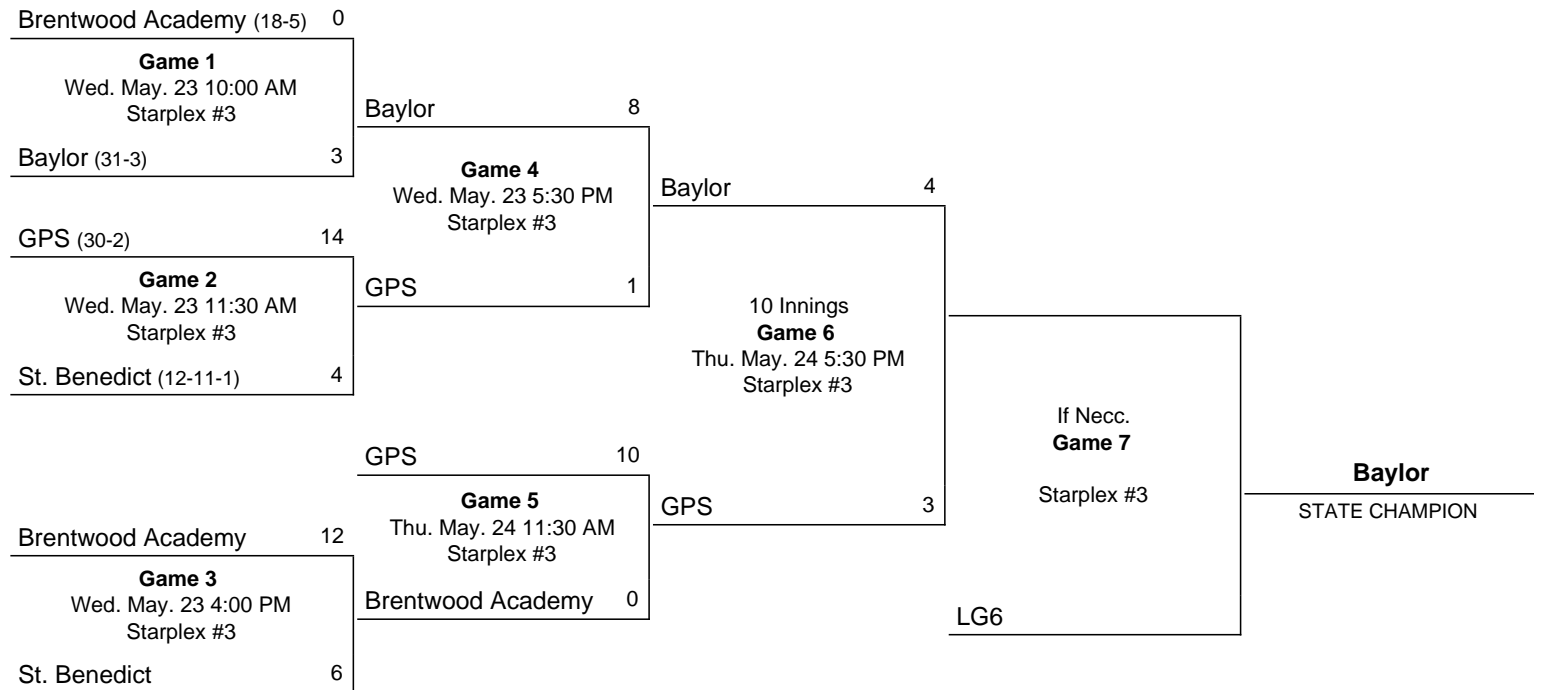 Brentwood Academy (18-5) 0
Game 1
Wed. May. 23 10:00 AM
Starplex #3
Baylor (31-3) 3
GPS (30-2) 14
Game 2
Wed. May. 23 11:30 AM
Starplex #3
St. Benedict (12-11-1) 4
Brentwood Academy 12
Game 3
Wed. May. 23 4:00 PM
Starplex #3
St. Benedict 6
Baylor 8
Game 4
Wed. May. 23 5:30 PM
Starplex #3
GPS 1
GPS 10
Game 5
Thu. May. 24 11:30 AM
Starplex #3
Brentwood Academy 0
Baylor 4
10 Innings
Game 6
Thu. May. 24 5:30 PM
Starplex #3
GPS 3
If Necc.
Game 7
Starplex #3
LG6
Baylor
STATE CHAMPION